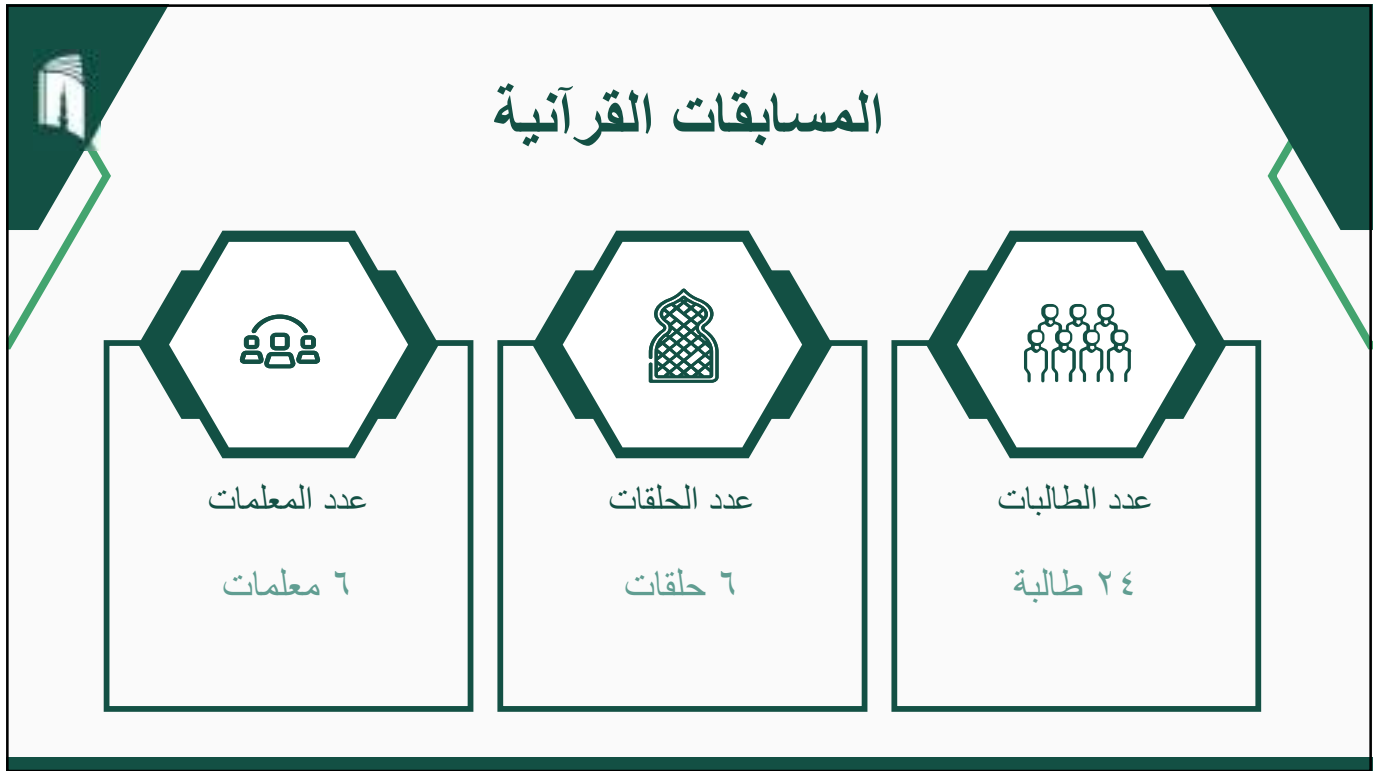 المسابقات القرآنية
عدد الطالبات
٢٤ طالبة
عدد الحلقات
٦ حلقات
عدد المعلمات
٦ معلمات